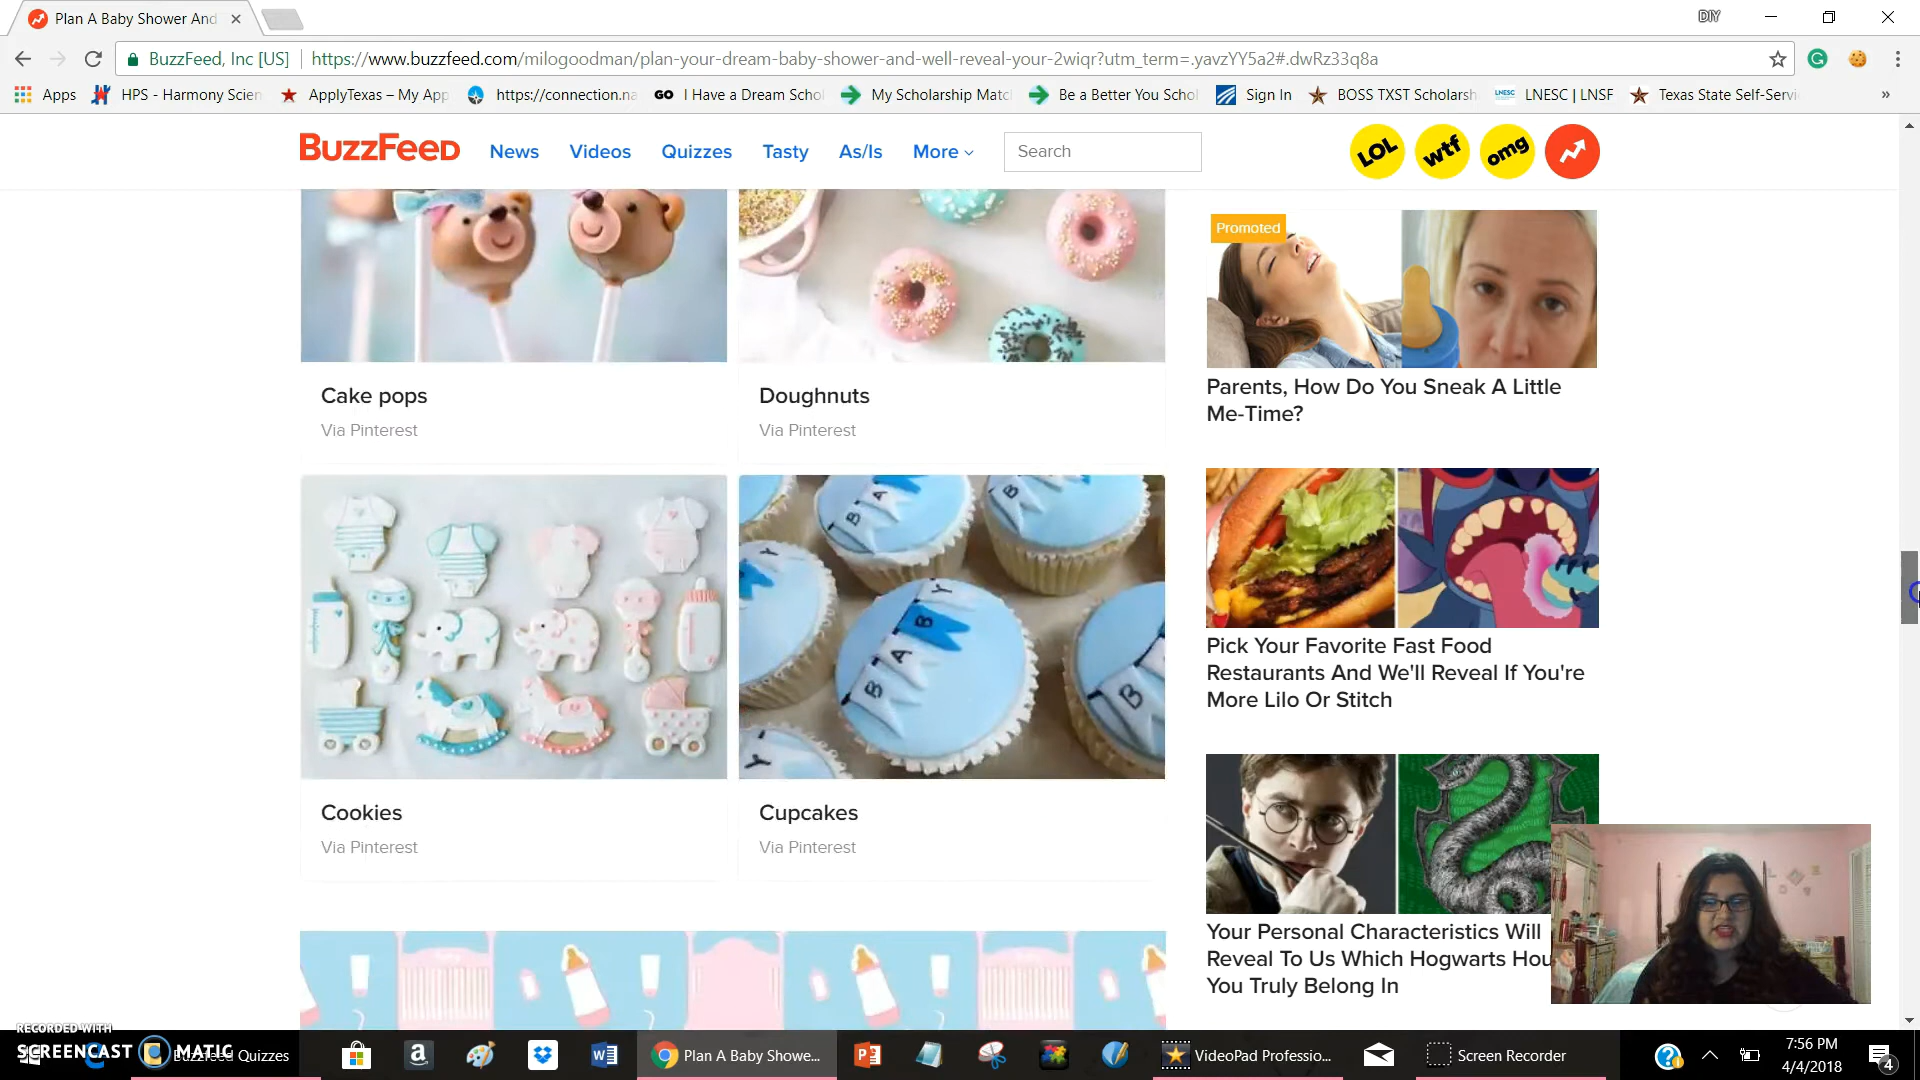 Plan A Baby Shower And
DIY
BuzzFeed, Inc [US]
https://www.buzzfeed.com/milogoodman/plan-your-dream-baby-shower-and-well-reveal-your-2wiqr?utm_term=.yavzYY5a2#.dwRz33q8a
Apps
HPS - Harmony Scien
ApplyTexas – My App
https://connection.na
GO I Have a Dream Schol
My Scholarship Matc
Be a Better You Schol
Sign In
BOSS TXST Scholarsh
LNESC LNESC | LNSF
Texas State Self-Servi
»
BuzzFeed
News
Videos
Quizzes
Tasty
As/Is
More
Search
LOL
wtf
omg
Cake pops
Via Pinterest
Doughnuts
Via Pinterest
B A
B
Y
B A B Y
B
Y
Cookies
Via Pinterest
Cupcakes
Via Pinterest
Promoted
Parents, How Do You Sneak A Little
Me-Time?
Pick Your Favorite Fast Food
Restaurants And We'll Reveal If You're
More Lilo Or Stitch
Your Personal Characteristics Will
Reveal To Us Which Hogwarts Hou
You Truly Belong In
RECORDED WITH
SCREENCAST MATIC
Buzzfeed Quizzes
Plan A Baby Showe...
VideoPad Professio...
Screen Recorder
7:56 PM
4/4/2018
4